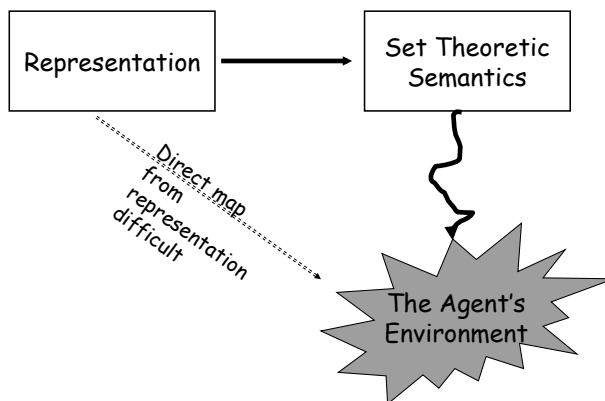 Representation
Set Theoretic
Semantics
Direct map
from
representation
difficult
The Agent's
Environment